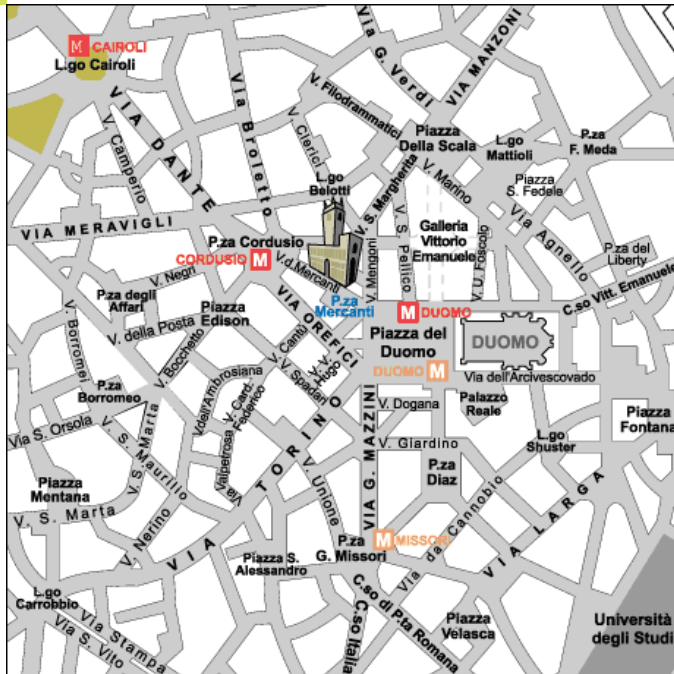 M CAIROLI
L.go Cairoli
VIA DANTE
V. Camperio
Via Broletto
V. Clerici
V. Filodrammatici
Via G. Verdi
VIA MANZONI
Piazza
Della Scala
L.go
Mattioli
P.za
F. Meda
Piazza
S. Fedele
V. Marino
L.go
Belotti
V. S. Margherita
VIA MERAVIGLI
P.za Cordusio
CORDUSIO M
V.d.Mercanti
V. Mengoni
V. S. Pellico
Galleria
Vittorio
Emanuele
V. U. Foscolo
Via Agnello
P.za del
Liberty
C.so Vitt. Emanuele
V. Negri
P.za degli
Affari
Piazza
Edison
P.za
Mercanti
VIA OREFICI
M DUOMO
Piazza del
Duomo
DUOMO
DUOMO M
Via dell'Arcivescovado
V. Borromei
V. della Posta
V. Bocchetto
V. Cantù
V. Spadari
V. V. Hugo
P.za
Borromeo
V.dell'Ambrosiana
V. Card.
Federico
Via Valpetrosa
V. Dogana
Palazzo
Reale
Piazza
Fontana
Via S. Orsola
V. S. Maurilio
V. S. Marta
VIA TORINO
V. Unione
VIA G. MAZZINI
V. Giardino
L.go
Shuster
P.za
Diaz
Via da Cannobio
VIA LARGA
Piazza
Mentana
V. S. Marta
V. Nerino
Piazza S.
Alessandro
P.za
G. Missori
M MISSORI
C.so di P.ta Romana
C.so Italia
L.go
Carrobbio
Via Stampa
Via S. Vito
Piazza
Velasca
Università
degli Studi